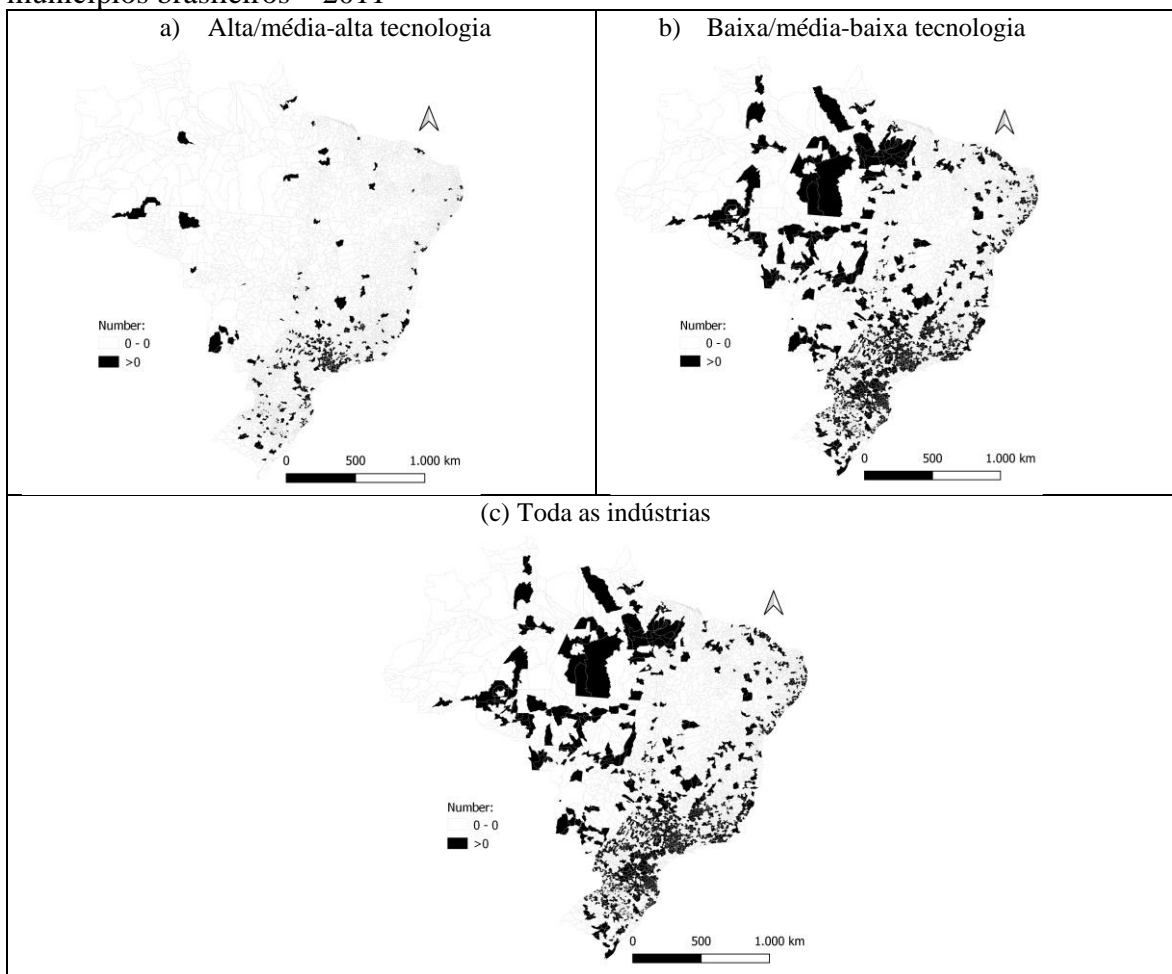 municípios brasileiros – 2011
a) Alta/média-alta tecnologia
b) Baixa/média-baixa tecnologia
Number:
0 - 0
>0
0 500 1.000 km
Number:
0 - 0
>0
0 500 1.000 km
(c) Toda as indústrias
Number:
0 - 0
>0
0 500 1.000 km